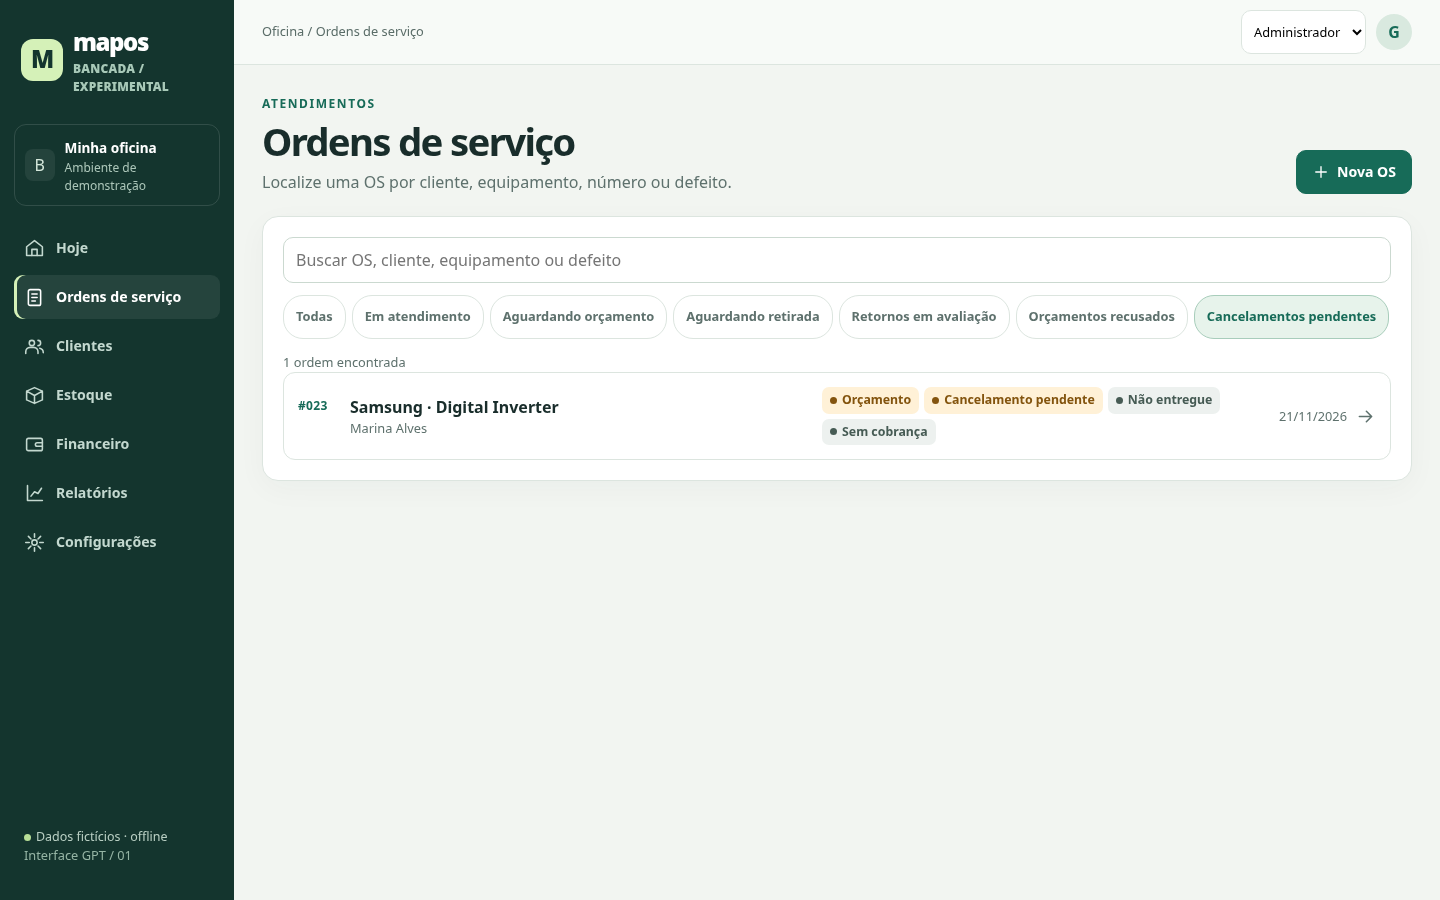 M
mapos
BANCADA /
EXPERIMENTAL
B
Minha oficina
Ambiente de
demonstração
Hoje
Ordens de serviço
Clientes
Estoque
Financeiro
Relatórios
Configurações
Dados fictícios · offline
Interface GPT / 01
Oficina / Ordens de serviço
Administrador
G
ATENDIMENTOS
Ordens de serviço
Localize uma OS por cliente, equipamento, número ou defeito.
Nova OS
Buscar OS, cliente, equipamento ou defeito
Todas
Em atendimento
Aguardando orçamento
Aguardando retirada
Retornos em avaliação
Orçamentos recusados
Cancelamentos pendentes
1 ordem encontrada
#023
Samsung · Digital Inverter
Marina Alves
Orçamento
Cancelamento pendente
Não entregue
Sem cobrança
21/11/2026